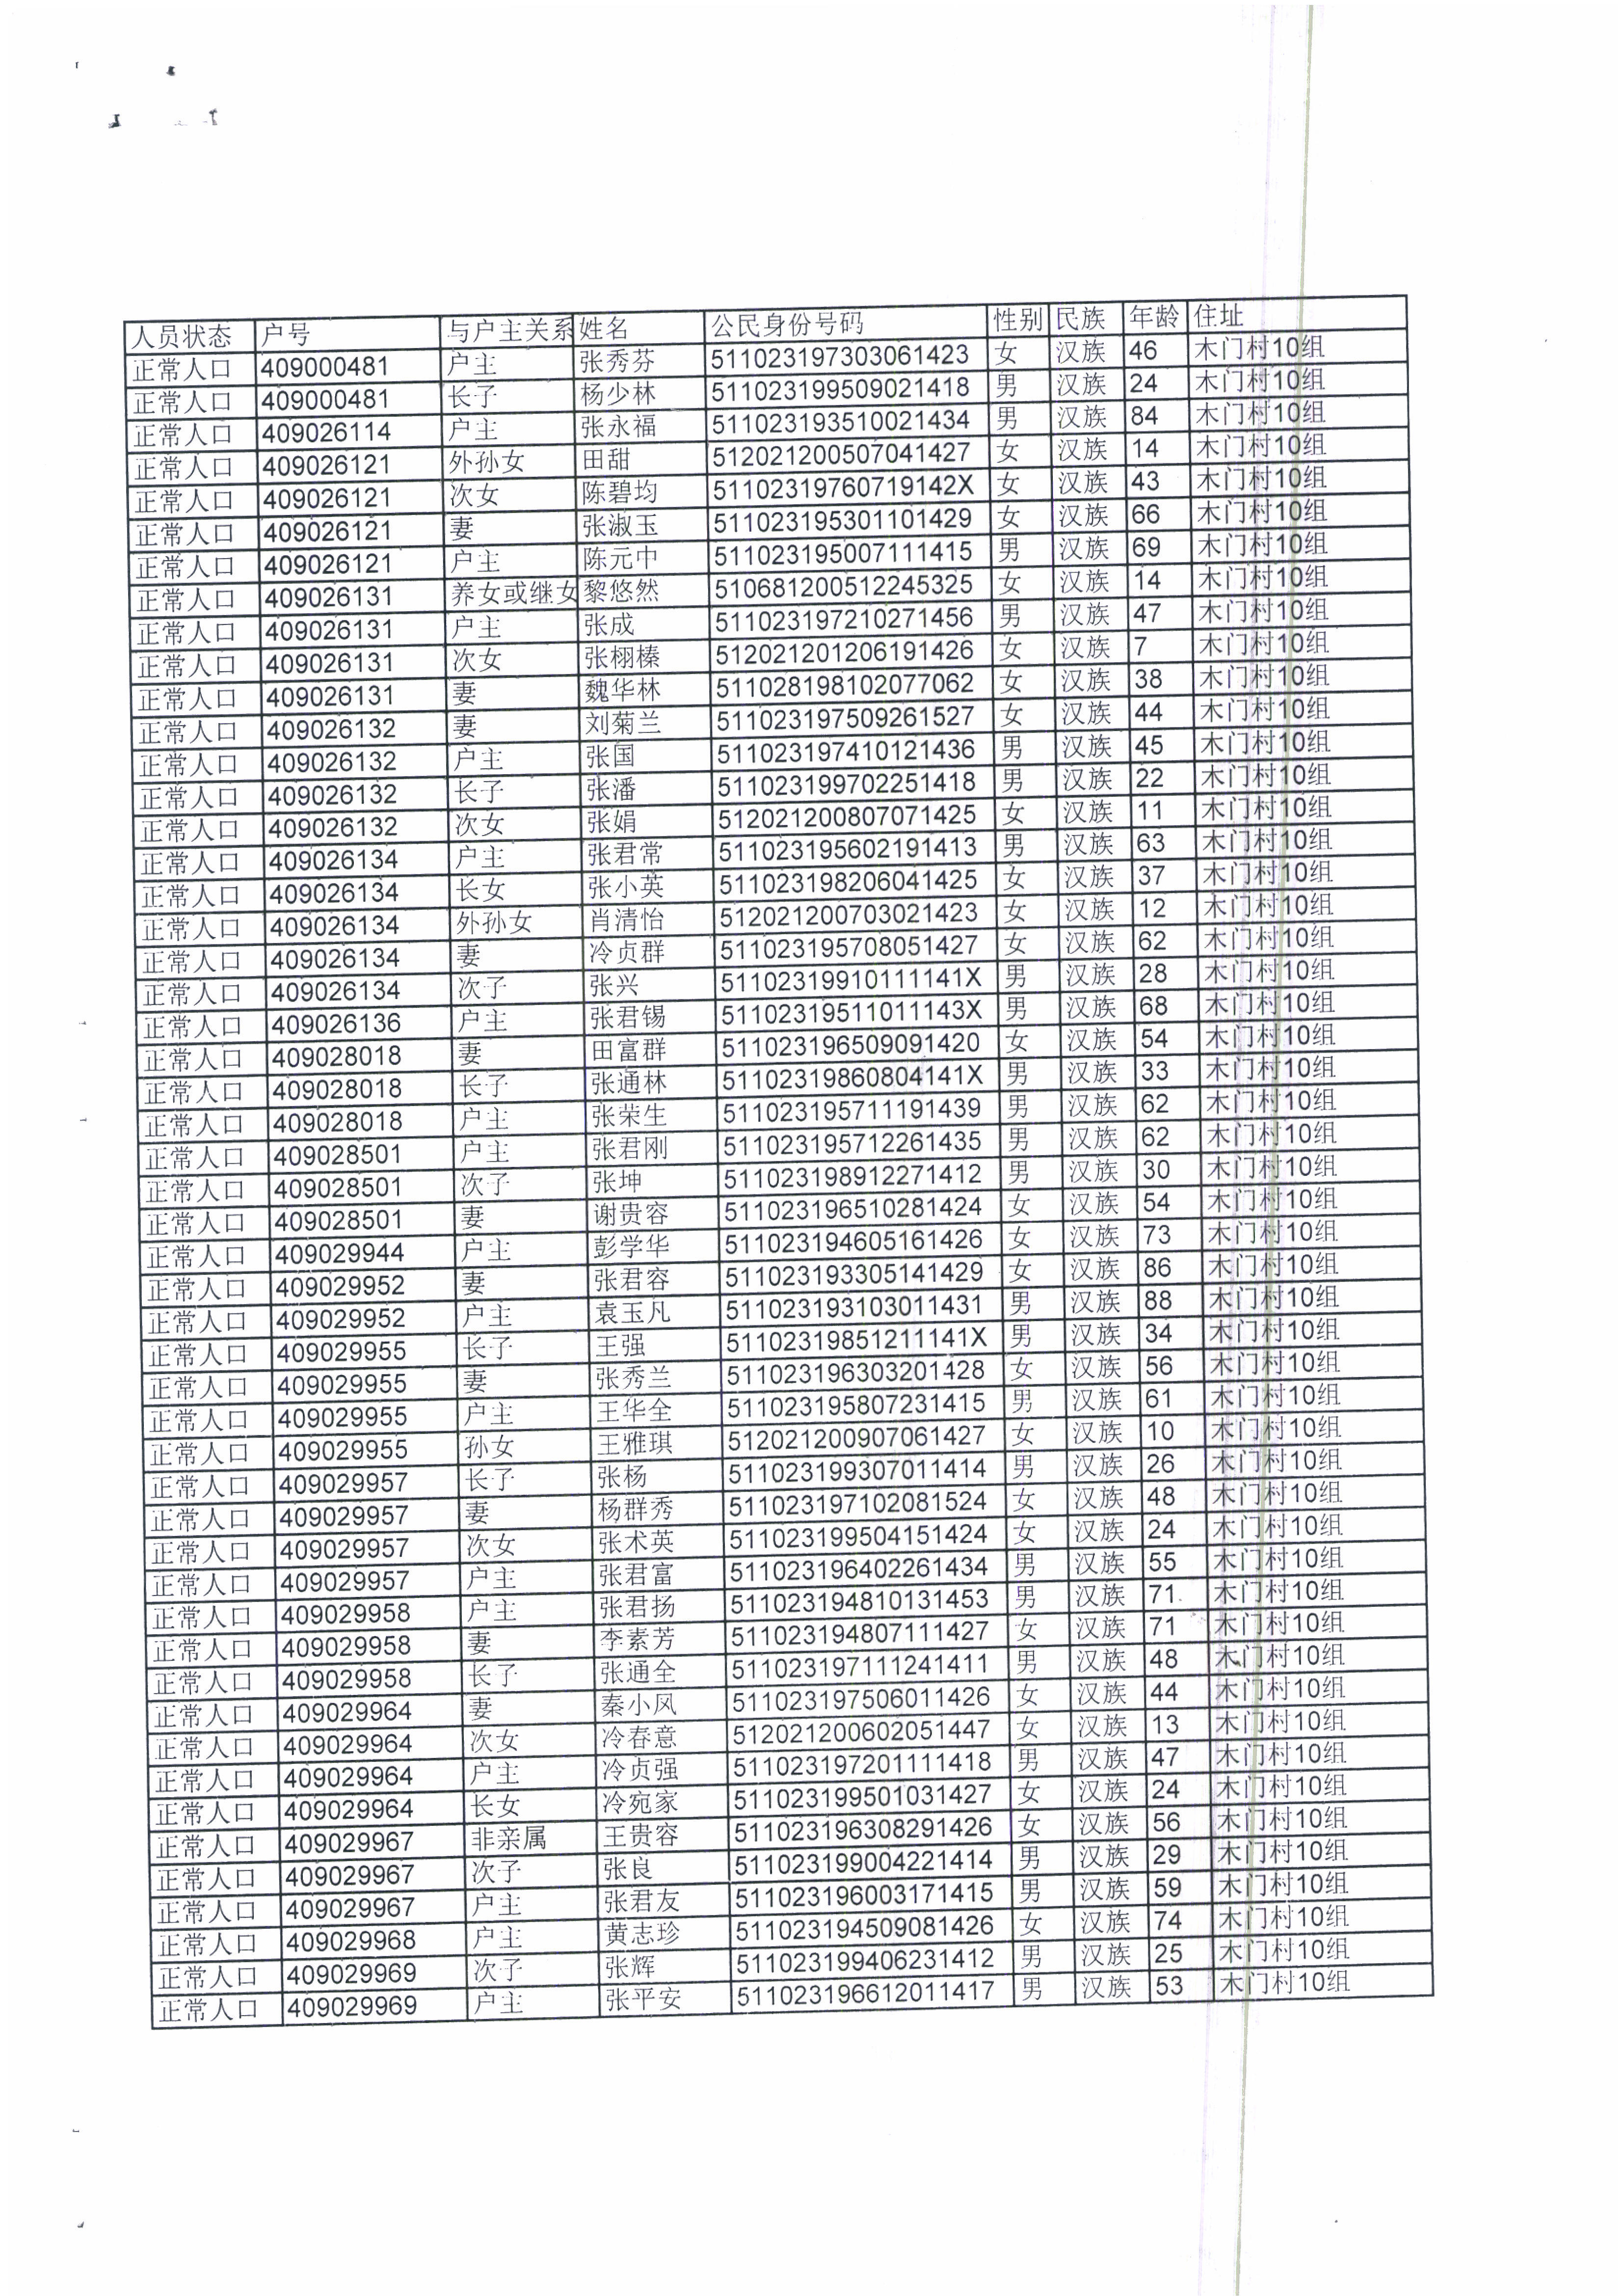 人员状态 户号 与户主关系 姓名 公民身份号码 性别 民族 年龄 住址
正常人口 409000481 户主 张秀芬 511023197303061423 女 汉族 46 木门村10组
正常人口 409000481 长子 杨少林 511023199509021418 男 汉族 24 木门村10组
正常人口 409026114 户主 张永福 511023193510021434 男 汉族 84 木门村10组
正常人口 409026121 外孙女 田甜 512021200507041427 女 汉族 14 木门村10组
正常人口 409026121 次女 陈碧均 51102319760719142X 女 汉族 43 木门村10组
正常人口 409026121 妻 张淑玉 511023195301101429 女 汉族 66 木门村10组
正常人口 409026121 户主 陈元中 511023195007111415 男 汉族 69 木门村10组
正常人口 409026131 养女或继女 黎悠然 510681200512245325 女 汉族 14 木门村10组
正常人口 409026131 户主 张成 511023197210271456 男 汉族 47 木门村10组
正常人口 409026131 次女 张栩榛 512021201206191426 女 汉族 7 木门村10组
正常人口 409026131 妻 魏华林 511028198102077062 女 汉族 38 木门村10组
正常人口 409026132 妻 刘菊兰 511023197509261527 女 汉族 44 木门村10组
正常人口 409026132 户主 张国 511023197410121436 男 汉族 45 木门村10组
正常人口 409026132 长子 张潘 511023199702251418 男 汉族 22 木门村10组
正常人口 409026132 次女 张娟 512021200807071425 女 汉族 11 木门村10组
正常人口 409026134 户主 张君常 511023195602191413 男 汉族 63 木门村10组
正常人口 409026134 长女 张小英 511023198206041425 女 汉族 37 木门村10组
正常人口 409026134 外孙女 肖清怡 512021200703021423 女 汉族 12 木门村10组
正常人口 409026134 妻 冷贞群 511023195708051427 女 汉族 62 木门村10组
正常人口 409026134 次子 张兴 51102319910111141X 男 汉族 28 木门村10组
正常人口 409026136 户主 张君锡 51102319511011143X 男 汉族 68 木门村10组
正常人口 409028018 妻 田富群 511023196509091420 女 汉族 54 木门村10组
正常人口 409028018 长子 张通林 51102319860804141X 男 汉族 33 木门村10组
正常人口 409028018 户主 张荣生 511023195711191439 男 汉族 62 木门村10组
正常人口 409028501 户主 张君刚 511023195712261435 男 汉族 62 木门村10组
正常人口 409028501 次子 张坤 511023198912271412 男 汉族 30 木门村10组
正常人口 409028501 妻 谢贵容 511023196510281424 女 汉族 54 木门村10组
正常人口 409029944 户主 彭学华 511023194605161426 女 汉族 73 木门村10组
正常人口 409029952 妻 张君容 511023193305141429 女 汉族 86 木门村10组
正常人口 409029952 户主 袁玉凡 511023193103011431 男 汉族 88 木门村10组
正常人口 409029955 长子 王强 51102319851211141X 男 汉族 34 木门村10组
正常人口 409029955 妻 张秀兰 511023196303201428 女 汉族 56 木门村10组
正常人口 409029955 户主 王华全 511023195807231415 男 汉族 61 木门村10组
正常人口 409029955 孙女 王雅琪 512021200907061427 女 汉族 10 木门村10组
正常人口 409029957 长子 张杨 511023199307011414 男 汉族 26 木门村10组
正常人口 409029957 妻 杨群秀 511023197102081524 女 汉族 48 木门村10组
正常人口 409029957 次女 张术英 511023199504151424 女 汉族 24 木门村10组
正常人口 409029957 户主 张君富 511023196402261434 男 汉族 55 木门村10组
正常人口 409029958 户主 张君扬 511023194810131453 男 汉族 71 木门村10组
正常人口 409029958 妻 李素芳 511023194807111427 女 汉族 71 木门村10组
正常人口 409029958 长子 张通全 511023197111241411 男 汉族 48 木门村10组
正常人口 409029964 妻 秦小凤 511023197506011426 女 汉族 44 木门村10组
正常人口 409029964 次女 冷春意 512021200602051447 女 汉族 13 木门村10组
正常人口 409029964 户主 冷贞强 511023197201111418 男 汉族 47 木门村10组
正常人口 409029964 长女 冷宛家 511023199501031427 女 汉族 24 木门村10组
正常人口 409029967 非亲属 王贵容 511023196308291426 女 汉族 56 木门村10组
正常人口 409029967 次子 张良 511023199004221414 男 汉族 29 木门村10组
正常人口 409029967 户主 张君友 511023196003171415 男 汉族 59 木门村10组
正常人口 409029968 户主 黄志珍 511023194509081426 女 汉族 74 木门村10组
正常人口 409029969 次子 张辉 511023199406231412 男 汉族 25 木门村10组
正常人口 409029969 户主 张平安 511023196612011417 男 汉族 53 木门村10组